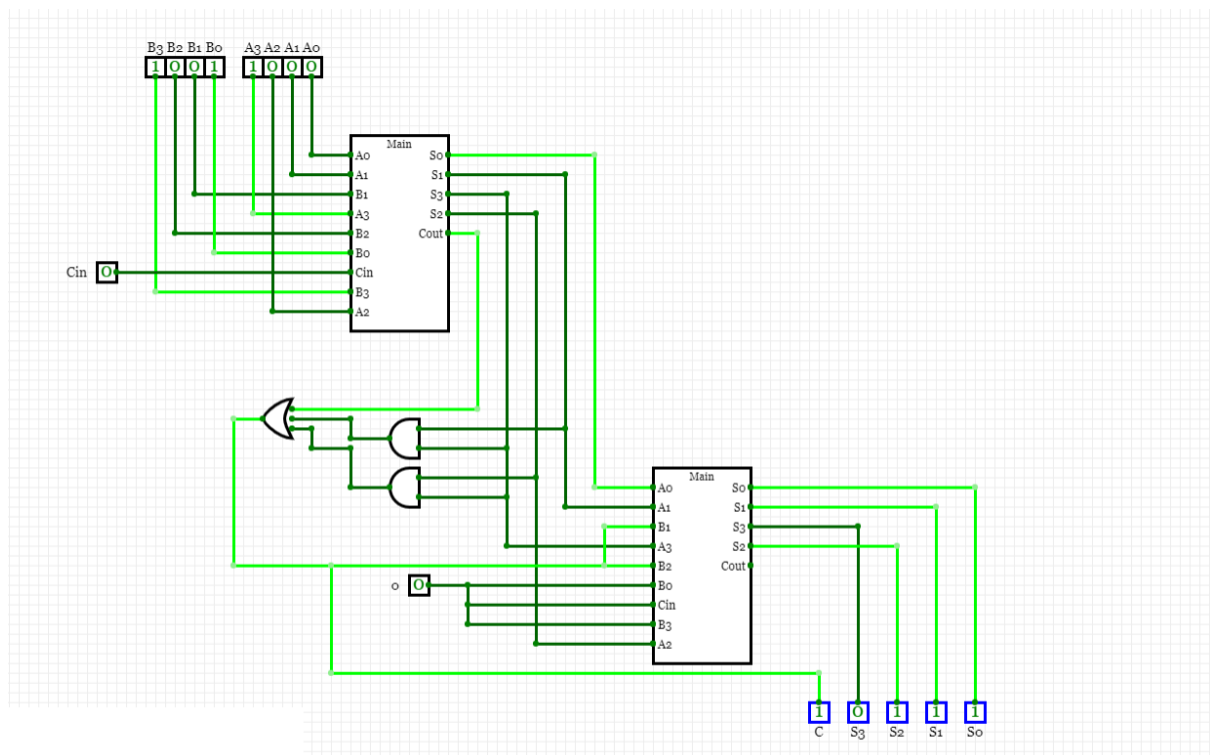 B3 B2 B1 B0 A3 A2 A1 A0
1 0 0 1 1 0 0 0
Main
A0 S0
A1 S1
B1 S3
A3 S2
B2 Cout
B0
Cin 0 Cin
B3
A2
Main
A0 S0
A1 S1
B1 S3
A3 S2
B2 Cout
0 0 B0
Cin
B3
A2
1 0 1 1 1
C S3 S2 S1 S0